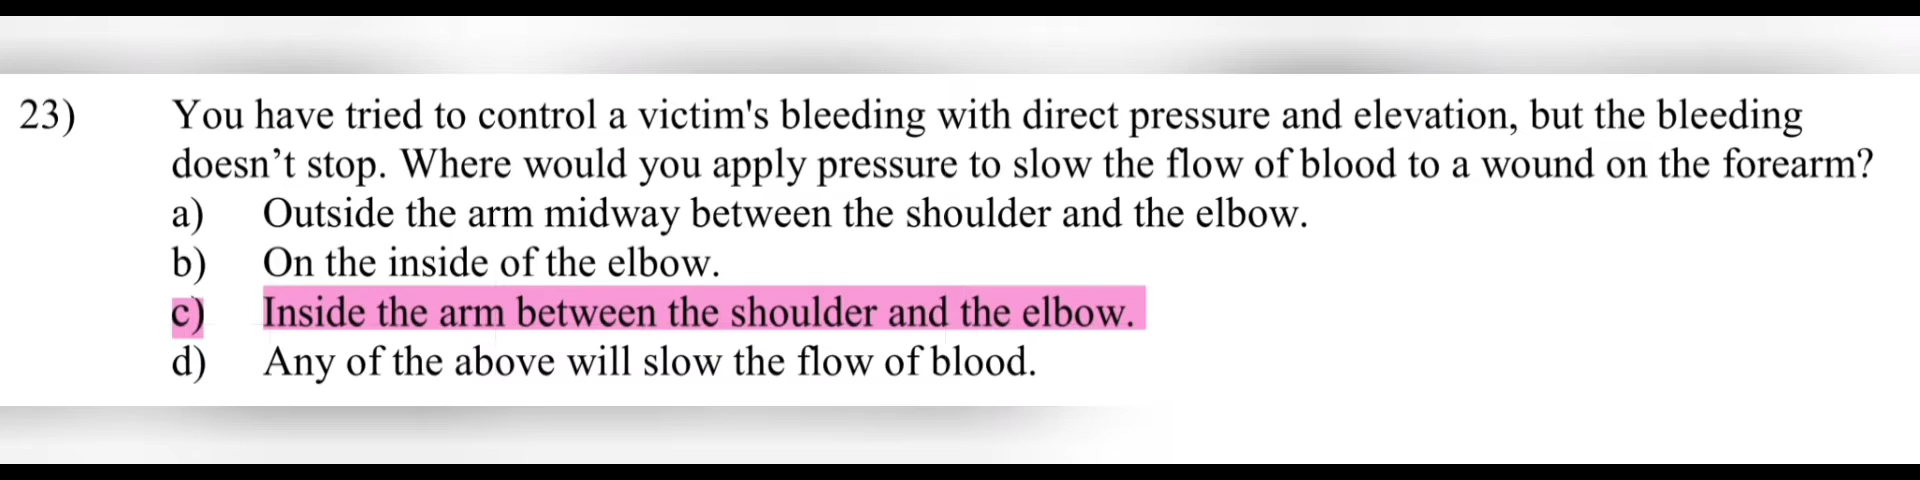 23) You have tried to control a victim's bleeding with direct pressure and elevation, but the bleeding
doesn’t stop. Where would you apply pressure to slow the flow of blood to a wound on the forearm?
a) Outside the arm midway between the shoulder and the elbow.
b) On the inside of the elbow.
c) Inside the arm between the shoulder and the elbow.
d) Any of the above will slow the flow of blood.